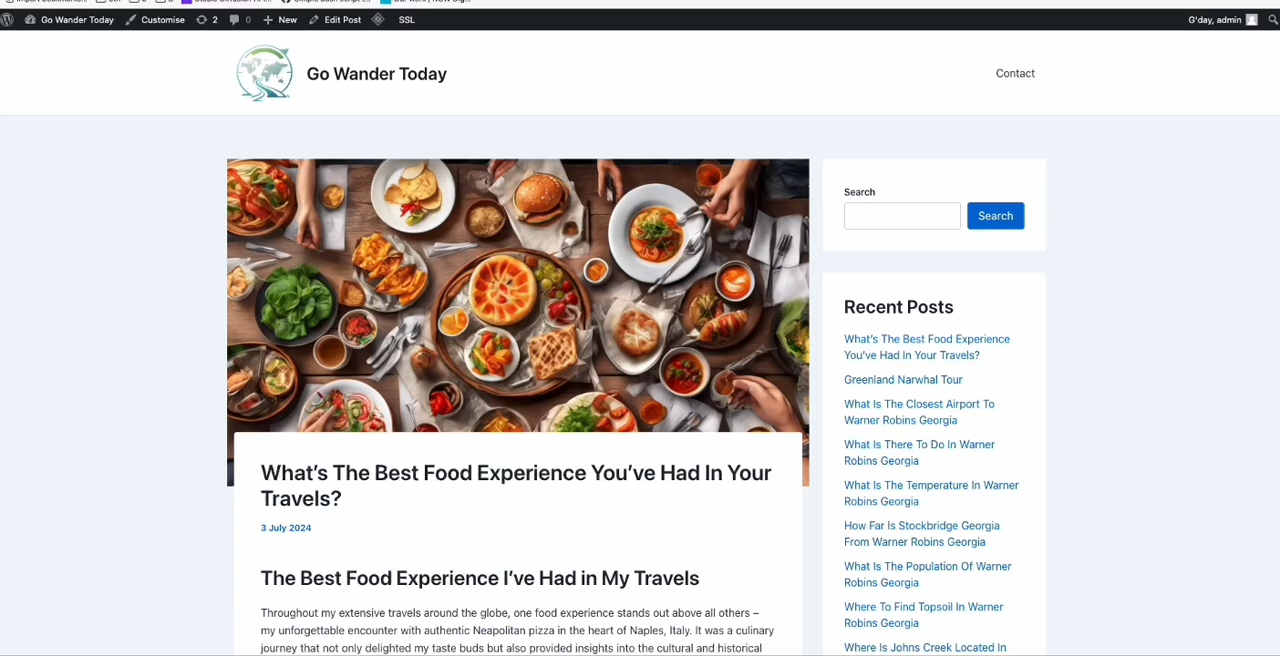 Go Wander Today
Customise
2
0
New
Edit Post
SSL
G'day, admin
Go Wander Today
Contact
Search
Search
Recent Posts
What's The Best Food Experience
You've Had In Your Travels?
Greenland Narwhal Tour
What Is The Closest Airport To
Warner Robins Georgia
What Is There To Do In Warner
Robins Georgia
What Is The Temperature In Warner
Robins Georgia
How Far Is Stockbridge Georgia
From Warner Robins Georgia
What Is The Population Of Warner
Robins Georgia
Where To Find Topsoil In Warner
Robins Georgia
Where Is Johns Creek Located In
What's The Best Food Experience You've Had In Your
Travels?
3 July 2024
The Best Food Experience I've Had in My Travels
Throughout my extensive travels around the globe, one food experience stands out above all others –
my unforgettable encounter with authentic Neapolitan pizza in the heart of Naples, Italy. It was a culinary
journey that not only delighted my taste buds but also provided insights into the cultural and historical